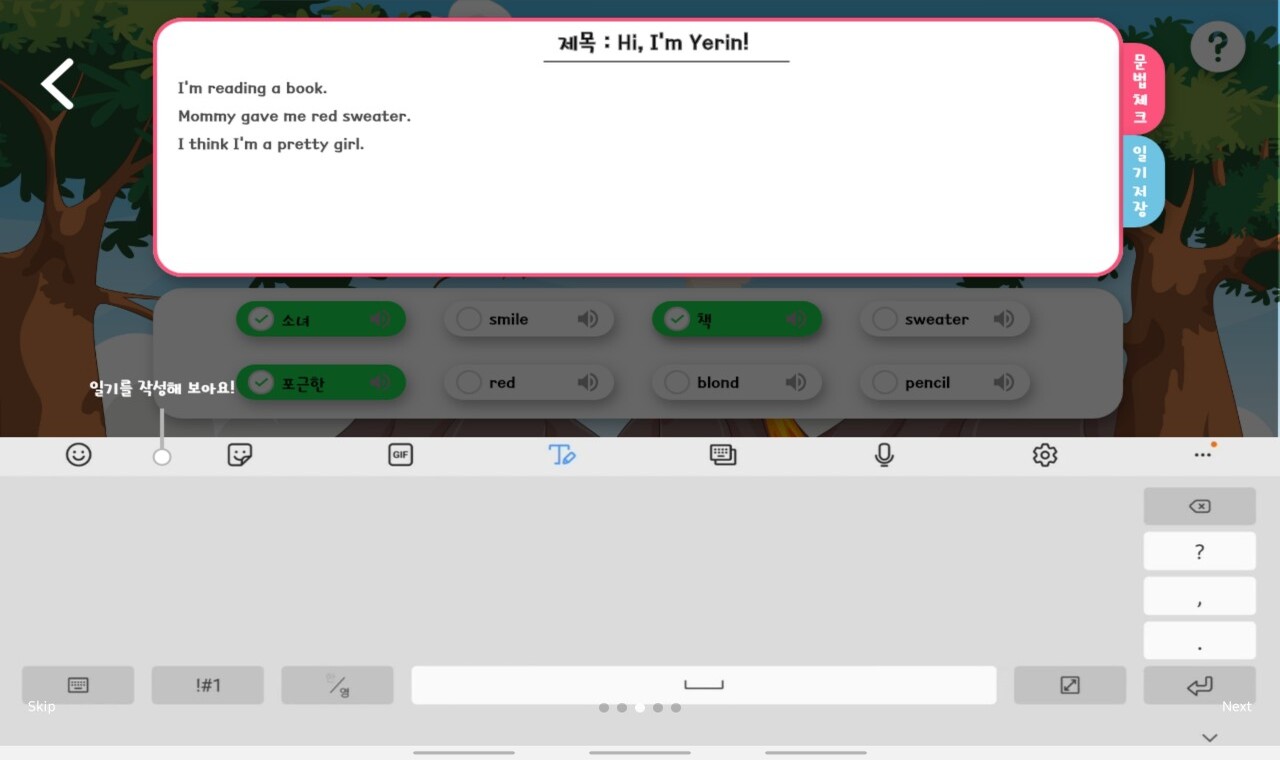 제목 : Hi, I'm Yerin!
I'm reading a book.
Mommy gave me red sweater.
I think I'm a pretty girl.
?
문법체크
일기저장
소녀
smile
책
sweater
포근한
red
blond
pencil
일기를 작성해 보아요!
GIF
?
,
.
!#1
한/영
Skip
Next